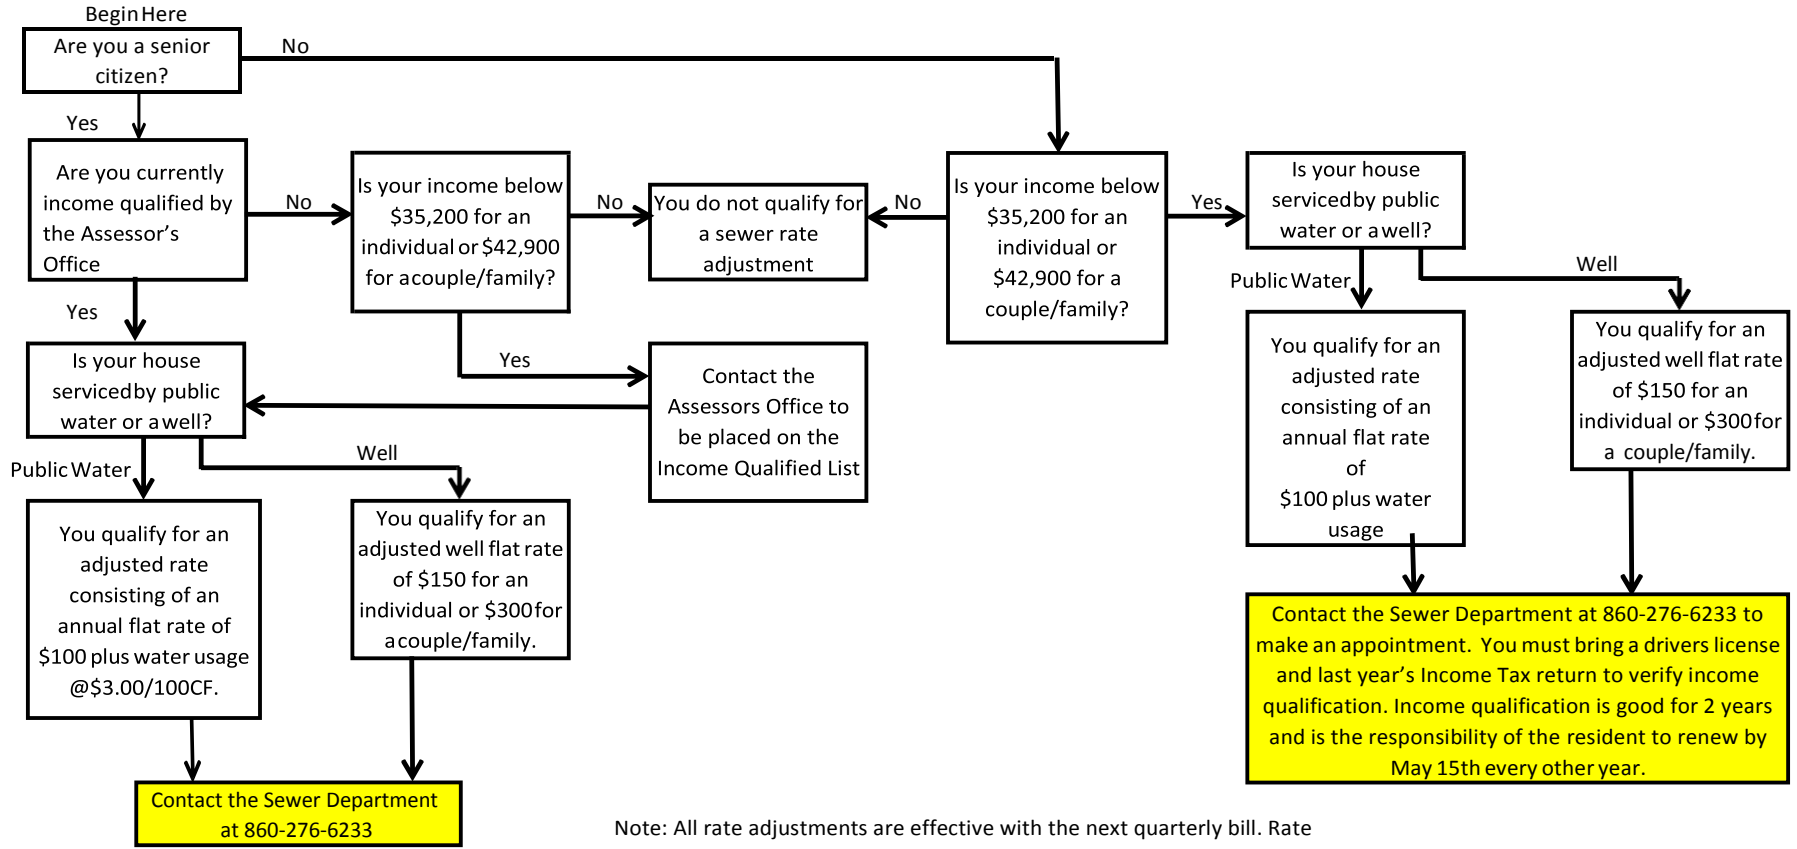 Begin Here
Are you a senior
citizen?
No
Yes
Are you currently
income qualified by
the Assessor’s
Office
No
Is your income below
$35,200 for an
individual or $42,900
for a couple/family?
No
You do not qualify for
a sewer rate
adjustment
No
Is your income below
$35,200 for an
individual or
$42,900 for a
couple/family?
Yes
Is your house
serviced by public
water or a well?
Public Water
Well
Yes
Is your house
serviced by public
water or a well?
Yes
Contact the
Assessors Office to
be placed on the
Income Qualified List
You qualify for an
adjusted rate
consisting of an
annual flat rate
of
$100 plus water
usage
You qualify for an
adjusted well flat rate
of $150 for an
individual or $300 for
a couple/family.
Public Water
Well
You qualify for an
adjusted rate
consisting of an
annual flat rate of
$100 plus water usage
@$3.00/100CF.
You qualify for an
adjusted well flat rate
of $150 for an
individual or $300 for
a couple/family.
Contact the Sewer Department at 860-276-6233 to
make an appointment. You must bring a drivers license
and last year’s Income Tax return to verify income
qualification. Income qualification is good for 2 years
and is the responsibility of the resident to renew by
May 15th every other year.
Contact the Sewer Department
at 860-276-6233
Note: All rate adjustments are effective with the next quarterly bill. Rate